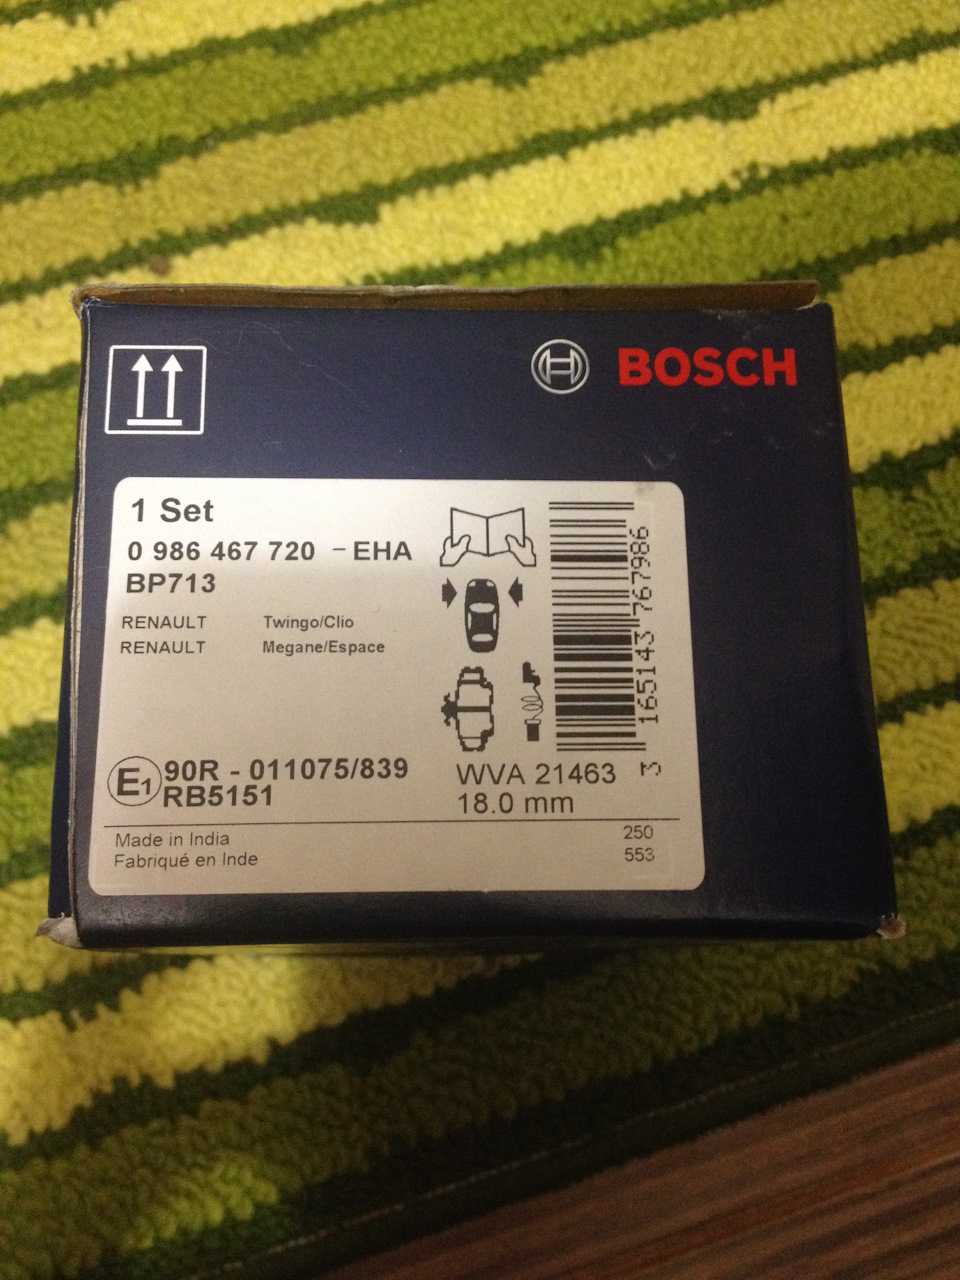 BOSCH
1 Set
0 986 467 720 - EHA
BP713
RENAULT Twingo/Clio
RENAULT Megane/Espace
E1 90R - 011075/839
RB5151
WVA 21463
18.0 mm
3 165143 767986
Made in India
Fabriqué en Inde
250
553